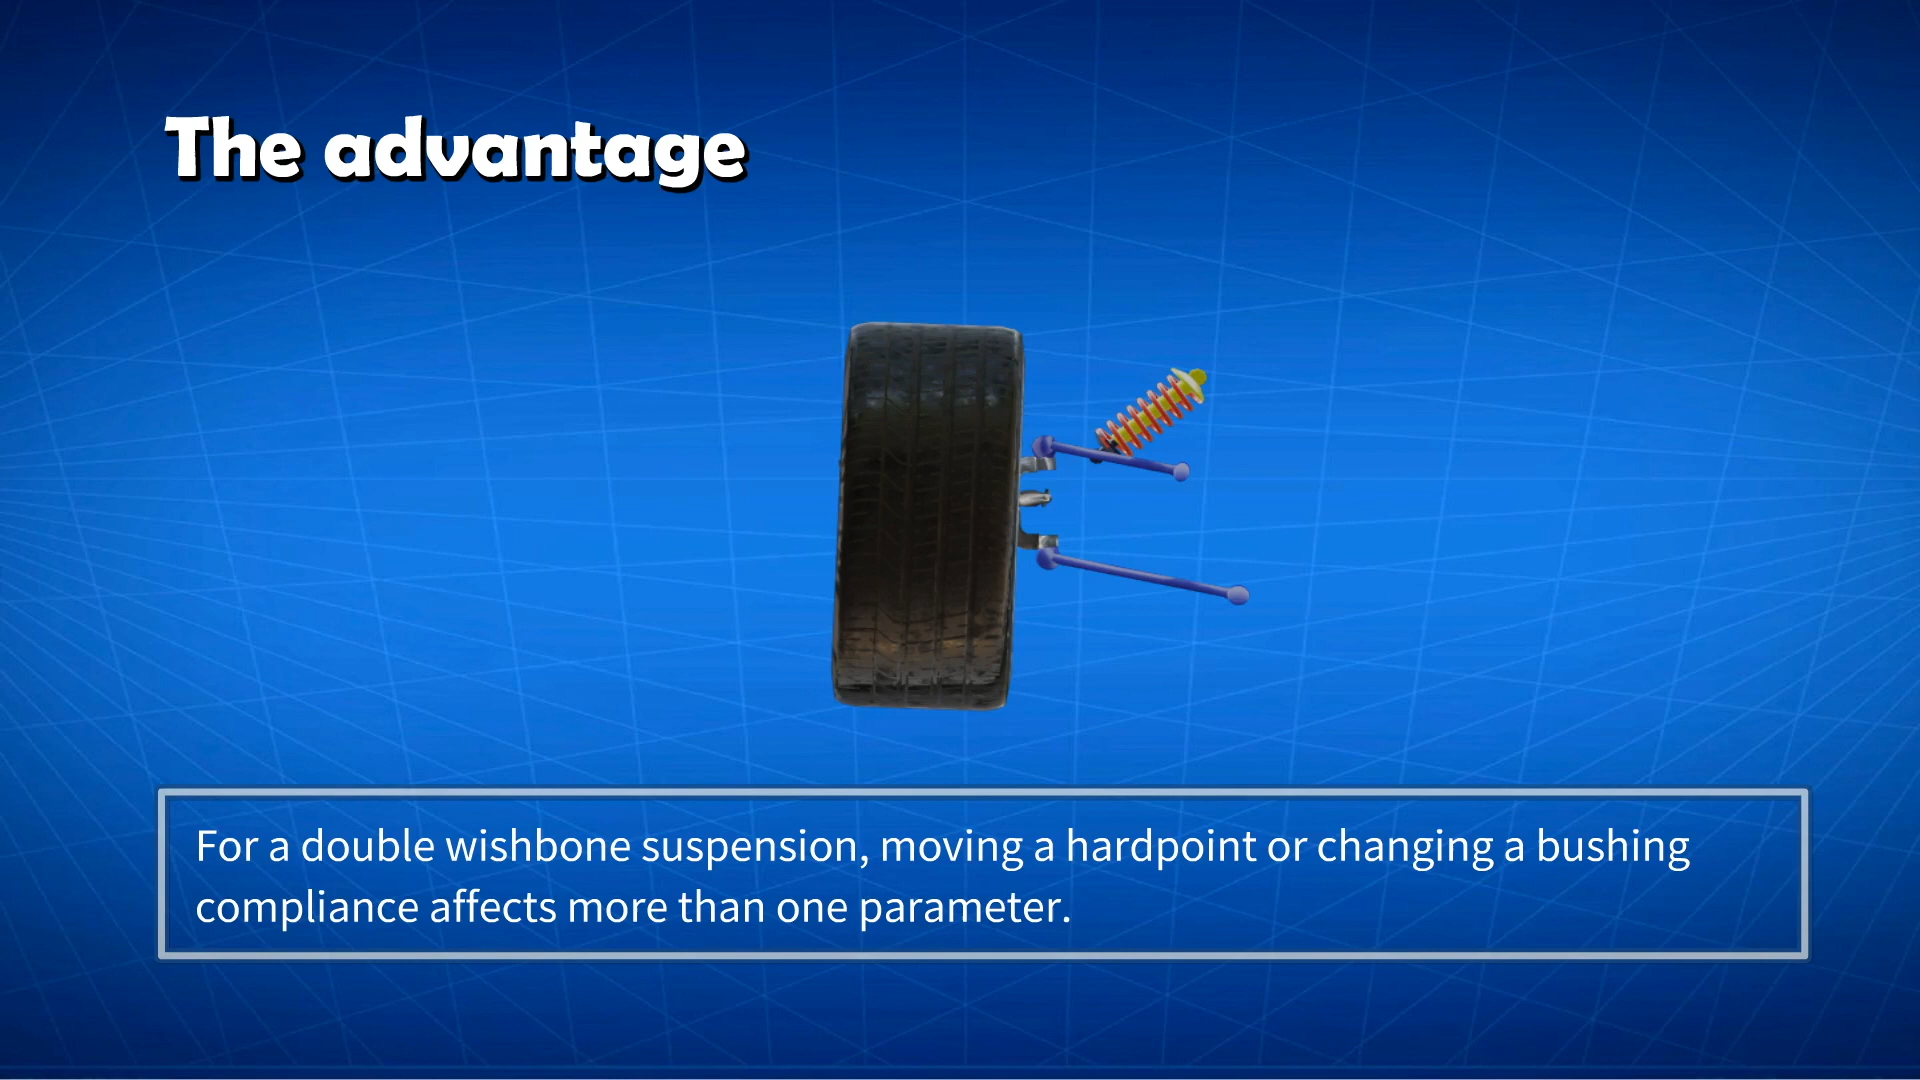 The advantage
For a double wishbone suspension, moving a hardpoint or changing a bushing
compliance affects more than one parameter.